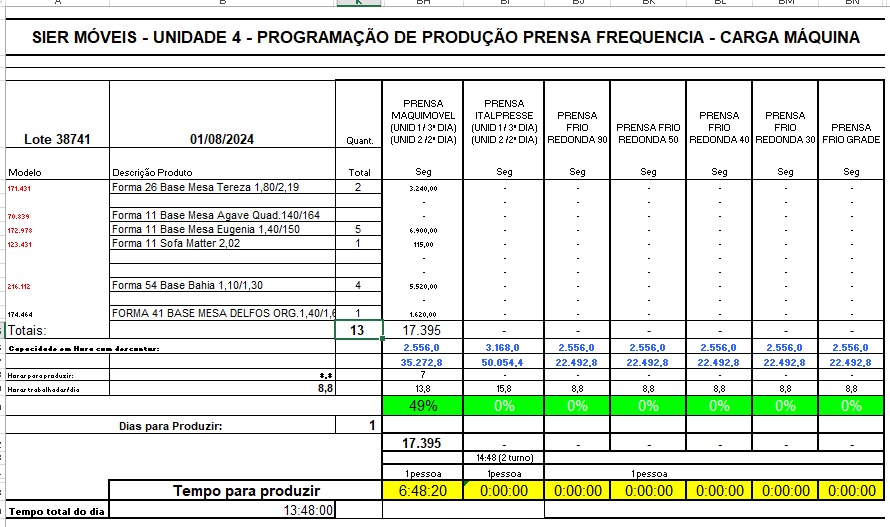 A B K BH BI BJ BK BL BM BN
SIER MÓVEIS - UNIDADE 4 - PROGRAMAÇÃO DE PRODUÇÃO PRENSA FREQUENCIA - CARGA MÁQUINA
Lote 38741 01/08/2024 Quant. PRENSA MAQUIMOVEL (UNID 1 / 3ª DIA) (UNID 2 /2ª DIA) PRENSA ITALPRESSE (UNID 1 / 3ª DIA) (UNID 2 /2ª DIA) PRENSA FRIO REDONDA 90 PRENSA FRIO REDONDA 50 PRENSA FRIO REDONDA 40 PRENSA FRIO REDONDA 30 PRENSA FRIO GRADE
Modelo Descrição Produto Total Seg Seg Seg Seg Seg Seg Seg
171.431 Forma 26 Base Mesa Tereza 1,80/2,19 2 3.240,00 - - - - - -
- - - - - - -
70.839 Forma 11 Base Mesa Agave Quad.140/164 - - - - - - -
172.978 Forma 11 Base Mesa Eugenia 1,40/150 5 6.900,00 - - - - - -
123.431 Forma 11 Sofa Matter 2,02 1 115,00 - - - - - -
- - - - - - -
- - - - - - -
216.112 Forma 54 Base Bahia 1,10/1,30 4 5.520,00 - - - - - -
- - - - - - -
174.464 FORMA 41 BASE MESA DELFOS ORG.1,40/1,6 1 1.620,00 - - - - - -
Totais: 13 17.395 - - - - - -
Capacidade em Hora com descontar: 2.556,0 3.168,0 2.556,0 2.556,0 2.556,0 2.556,0 2.556,0
35.272,8 50.054,4 22.492,8 22.492,8 22.492,8 22.492,8 22.492,8
Horas para produzir: 8,8 7 - - - - - -
Horas trabalhadas/dia 8,8 13,8 15,8 8,8 8,8 8,8 8,8 8,8
49% 0% 0% 0% 0% 0% 0%
Dias para Produzir: 1
17.395 - - - - - -
14:48 (2 turno)
1pessoa 1pessoa 1pessoa
Tempo para produzir 6:48:20 0:00:00 0:00:00 0:00:00 0:00:00 0:00:00 0:00:00
Tempo total do dia 13:48:00